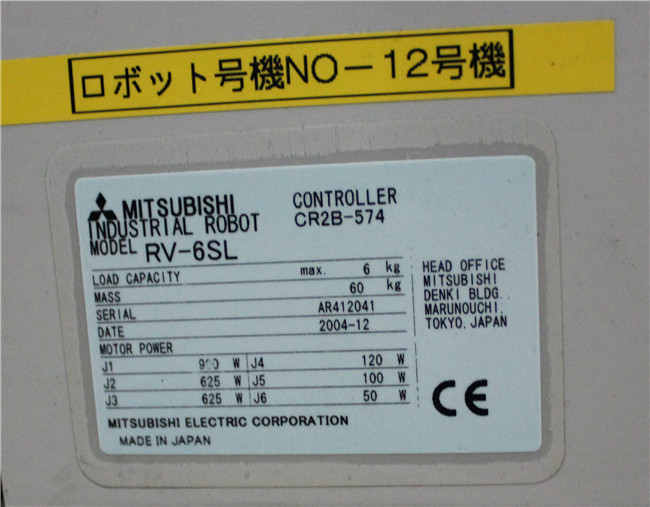 ロボット号機NO－12号機
MITSUBISHI
INDUSTRIAL ROBOT
MODEL RV-6SL
CONTROLLER
CR2B-574
LOAD CAPACITY max. 6 kg
MASS 60 kg
SERIAL AR412041
DATE 2004-12
MOTOR POWER
J1 W J4 120 W
J2 625 W J5 100 W
J3 625 W J6 50 W
HEAD OFFICE
MITSUBISHI
DENKI BLDG.,
MARUNOUCHI,
TOKYO,JAPAN
CE
MITSUBISHI ELECTRIC CORPORATION
MADE IN JAPAN